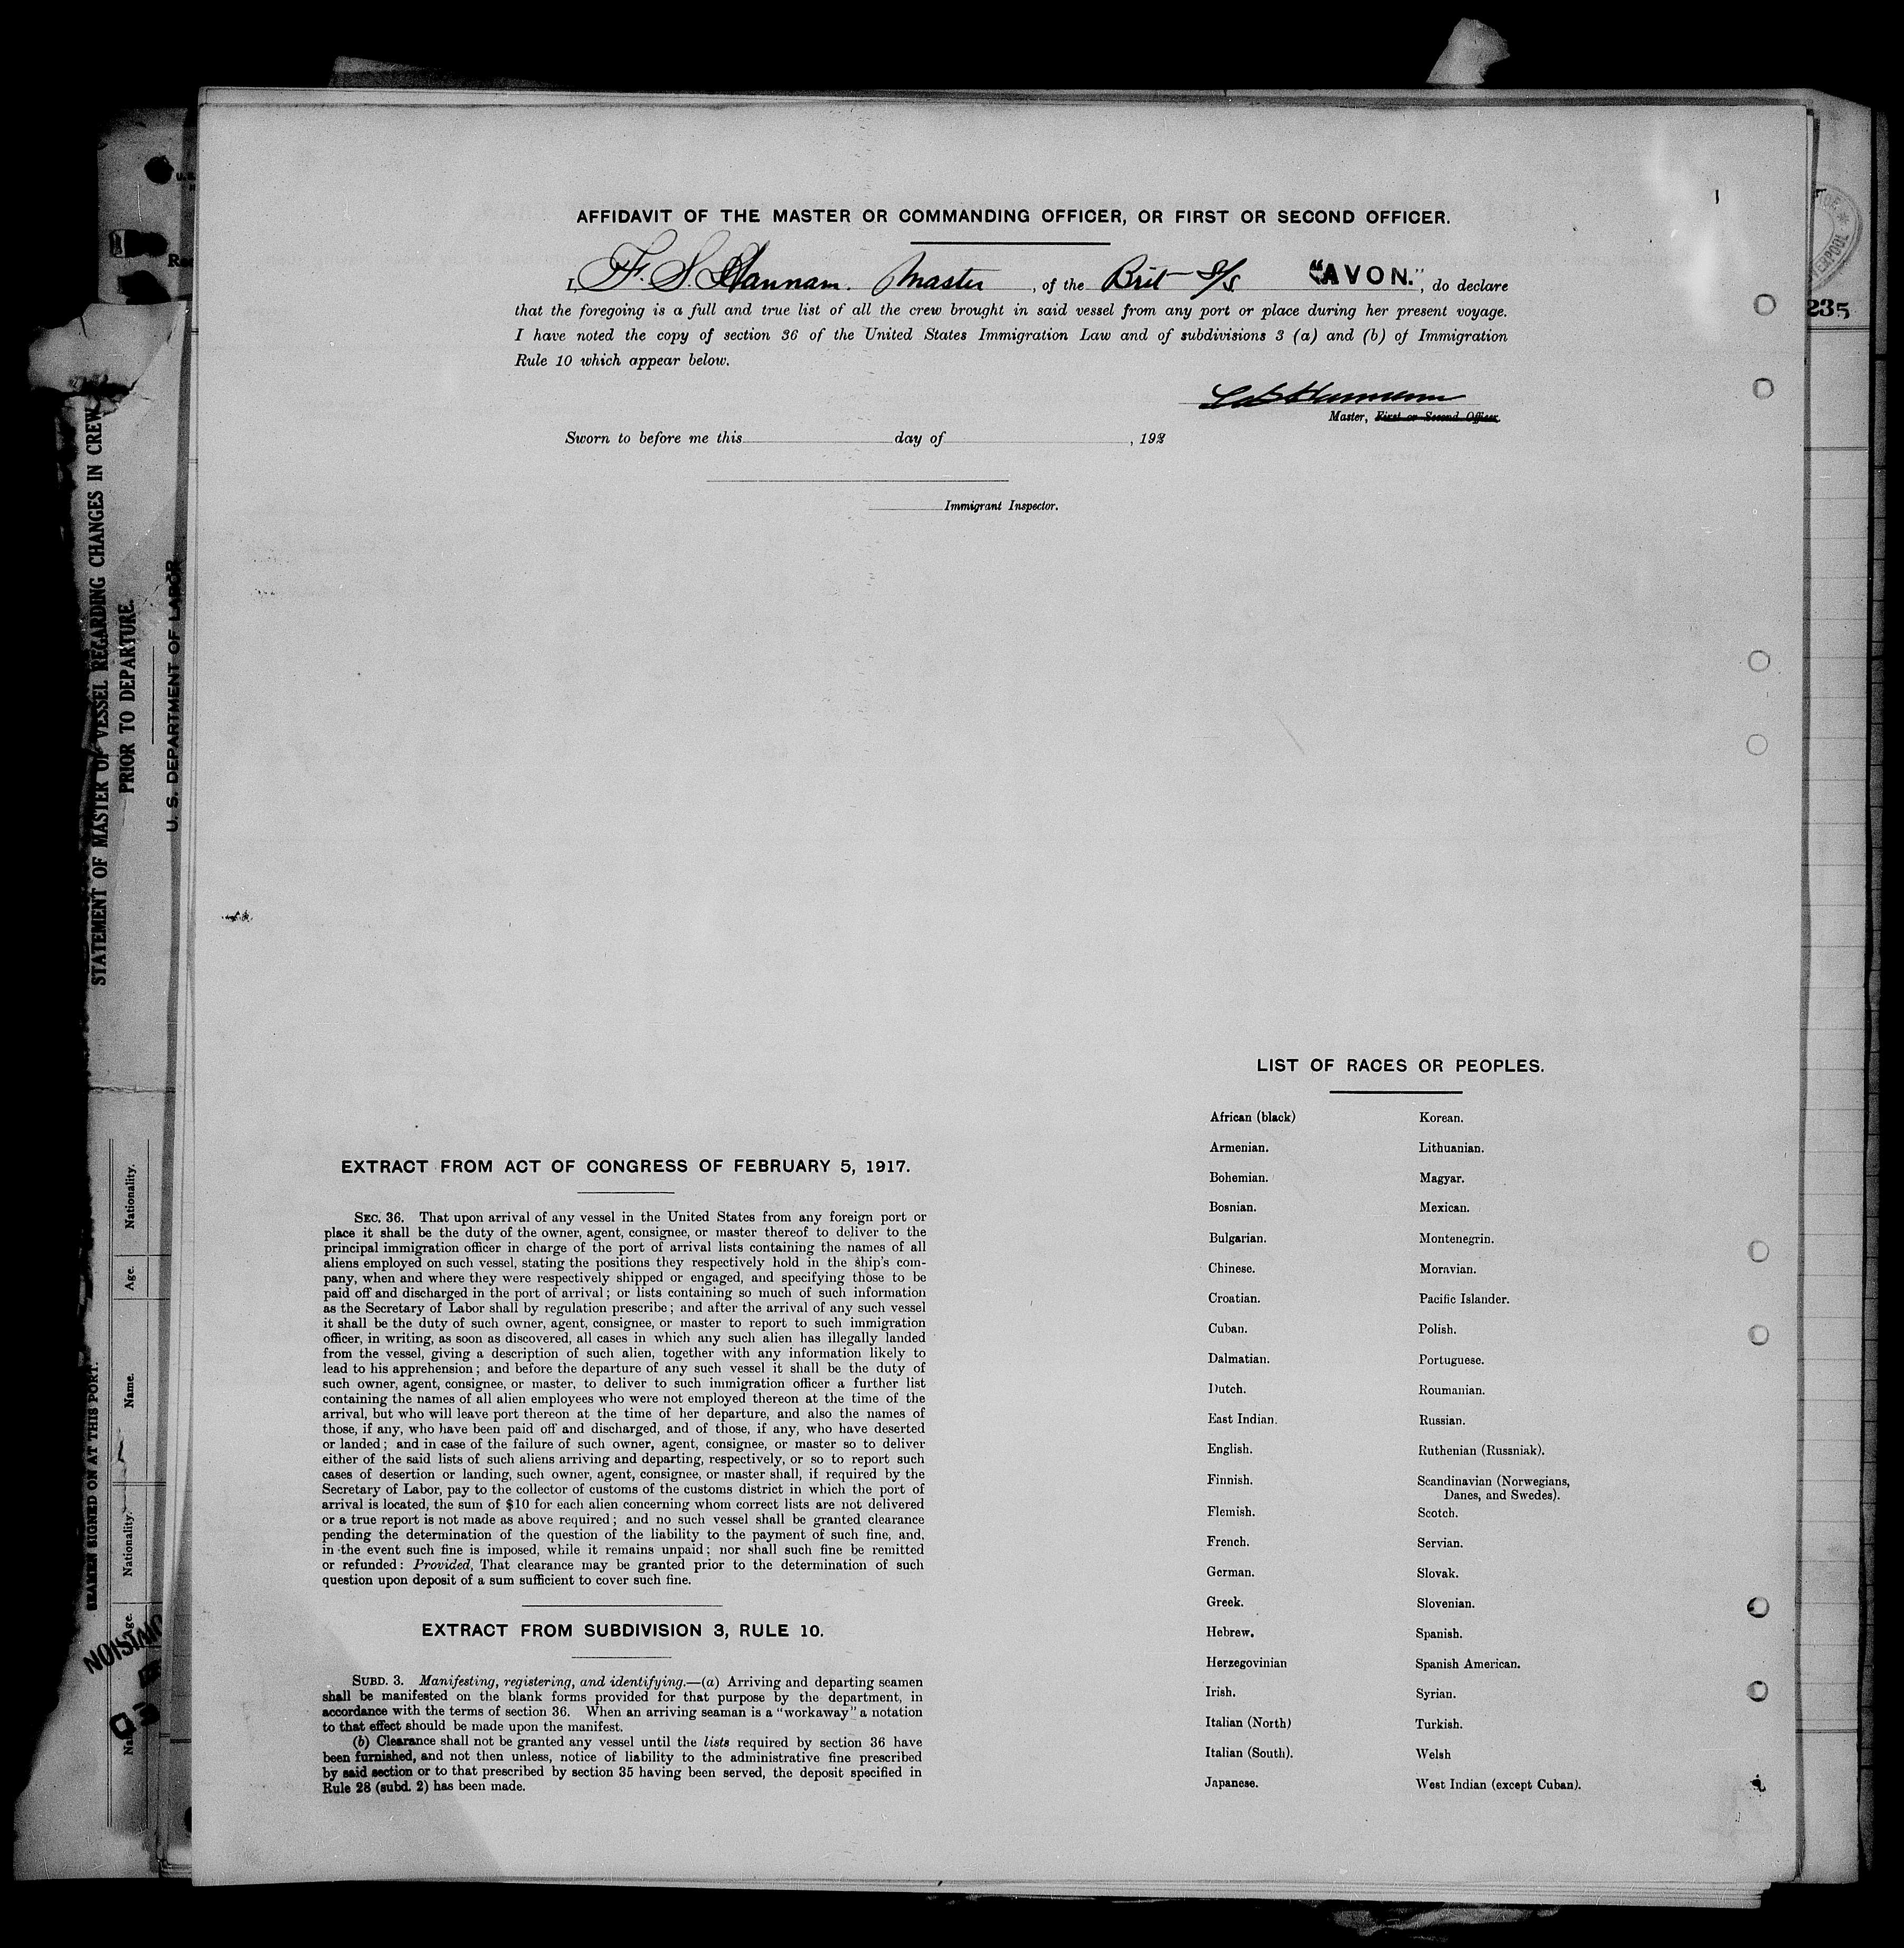 AFFIDAVIT OF THE MASTER OR COMMANDING OFFICER, OR FIRST OR SECOND OFFICER.
I, F. S. Hannam. Master, of the Brit S/S "AVON.", do declare
that the foregoing is a full and true list of all the crew brought in said vessel from any port or place during her present voyage.
I have noted the copy of section 36 of the United States Immigration Law and of subdivisions 3 (a) and (b) of Immigration
Rule 10 which appear below.
Master, First or Second Officer.
Sworn to before me this day of , 192
Immigrant Inspector.
EXTRACT FROM ACT OF CONGRESS OF FEBRUARY 5, 1917.
SEC. 36. That upon arrival of any vessel in the United States from any foreign port or
place it shall be the duty of the owner, agent, consignee, or master thereof to deliver to the
principal immigration officer in charge of the port of arrival lists containing the names of all
aliens employed on such vessel, stating the positions they respectively hold in the ship's com-
pany, when and where they were respectively shipped or engaged, and specifying those to be
paid off and discharged in the port of arrival; or lists containing so much of such information
as the Secretary of Labor shall by regulation prescribe; and after the arrival of any such vessel
it shall be the duty of such owner, agent, consignee, or master to report to such immigration
officer, in writing, as soon as discovered, all cases in which any such alien has illegally landed
from the vessel, giving a description of such alien, together with any information likely to
lead to his apprehension; and before the departure of any such vessel it shall be the duty of
such owner, agent, consignee, or master, to deliver to such immigration officer a further list
containing the names of all alien employees who were not employed thereon at the time of the
arrival, but who will leave port thereon at the time of her departure, and also the names of
those, if any, who have been paid off and discharged, and of those, if any, who have deserted
or landed; and in case of the failure of such owner, agent, consignee, or master so to deliver
either of the said lists of such aliens arriving and departing, respectively, or so to report such
cases of desertion or landing, such owner, agent, consignee, or master shall, if required by the
Secretary of Labor, pay to the collector of customs of the customs district in which the port of
arrival is located, the sum of $10 for each alien concerning whom correct lists are not delivered
or a true report is not made as above required; and no such vessel shall be granted clearance
pending the determination of the question of the liability to the payment of such fine, and,
in the event such fine is imposed, while it remains unpaid; nor shall such fine be remitted
or refunded: Provided, That clearance may be granted prior to the determination of such
question upon deposit of a sum sufficient to cover such fine.
EXTRACT FROM SUBDIVISION 3, RULE 10.
SUBD. 3. Manifesting, registering, and identifying.—(a) Arriving and departing seamen
shall be manifested on the blank forms provided for that purpose by the department, in
accordance with the terms of section 36. When an arriving seaman is a "workaway" a notation
to that effect should be made upon the manifest.
(b) Clearance shall not be granted any vessel until the lists required by section 36 have
been furnished, and not then unless, notice of liability to the administrative fine prescribed
by said section or to that prescribed by section 35 having been served, the deposit specified in
Rule 28 (subd. 2) has been made.
LIST OF RACES OR PEOPLES.
African (black) Korean.
Armenian. Lithuanian.
Bohemian. Magyar.
Bosnian. Mexican.
Bulgarian. Montenegrin.
Chinese. Moravian.
Croatian. Pacific Islander.
Cuban. Polish.
Dalmatian. Portuguese.
Dutch. Roumanian.
East Indian. Russian.
English. Ruthenian (Russniak).
Finnish. Scandinavian (Norwegians,
Danes, and Swedes).
Flemish. Scotch.
French. Servian.
German. Slovak.
Greek. Slovenian.
Hebrew. Spanish.
Herzegovinian Spanish American.
Irish. Syrian.
Italian (North) Turkish.
Italian (South). Welsh
Japanese. West Indian (except Cuban).
STATEMENT OF MASTER OF VESSEL REGARDING CHANGES IN CREW
PRIOR TO DEPARTURE.
U. S. DEPARTMENT OF LABOR
SEAMEN SIGNED ON AT THIS PORT.
Nationality.
Age.
Name.
Nationality.
Age.
235